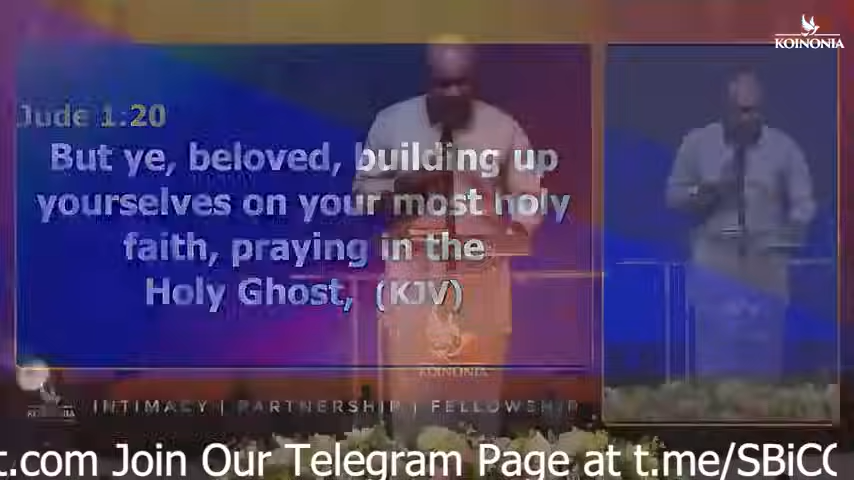 KOINONIA
Jude 1:20
But ye, beloved, building up
yourselves on your most holy
faith, praying in the
Holy Ghost, (KJV)
KOINONIA
KOINONIA
INTIMACY | PARTNERSHIP | FELLOWSHIP
t.com Join Our Telegram Page at t.me/SBiCC